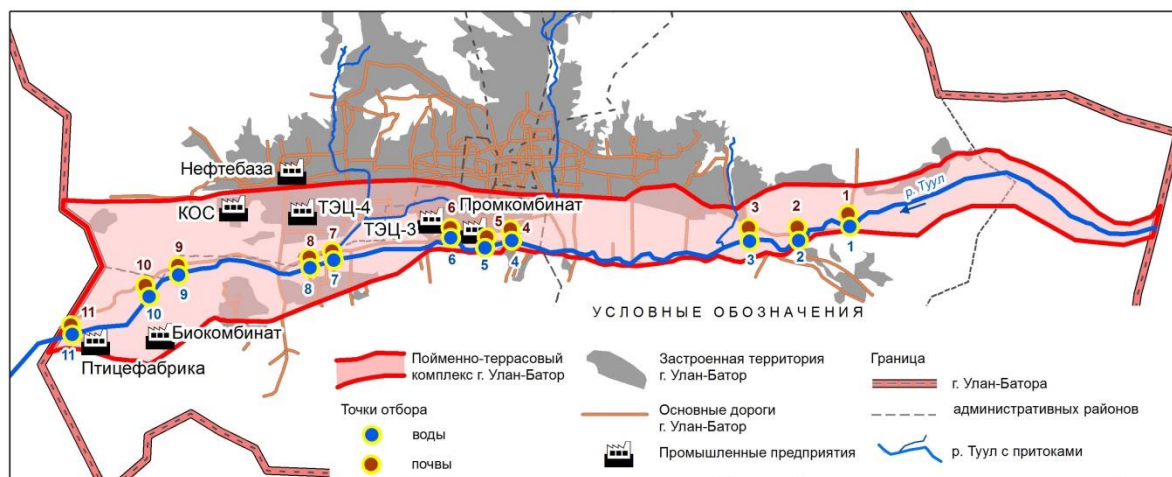 Нефтебаза
КОС
ТЭЦ-4
ТЭЦ-3
Промкомбинат
р. Туул
6
5
4
3
2
1
6
5
4
3
2
1
9
8
7
10
9
8
7
11
10
11
Биокомбинат
Птицефабрика
УСЛОВНЫЕ ОБОЗНАЧЕНИЯ
Пойменно-террасовый
комплекс г. Улан-Батор
Точки отбора
воды
почвы
Застроенная территория
г. Улан-Батор
Основные дороги
г. Улан-Батор
Промышленные предприятия
Граница
г. Улан-Батора
административных районов
р. Туул с притоками